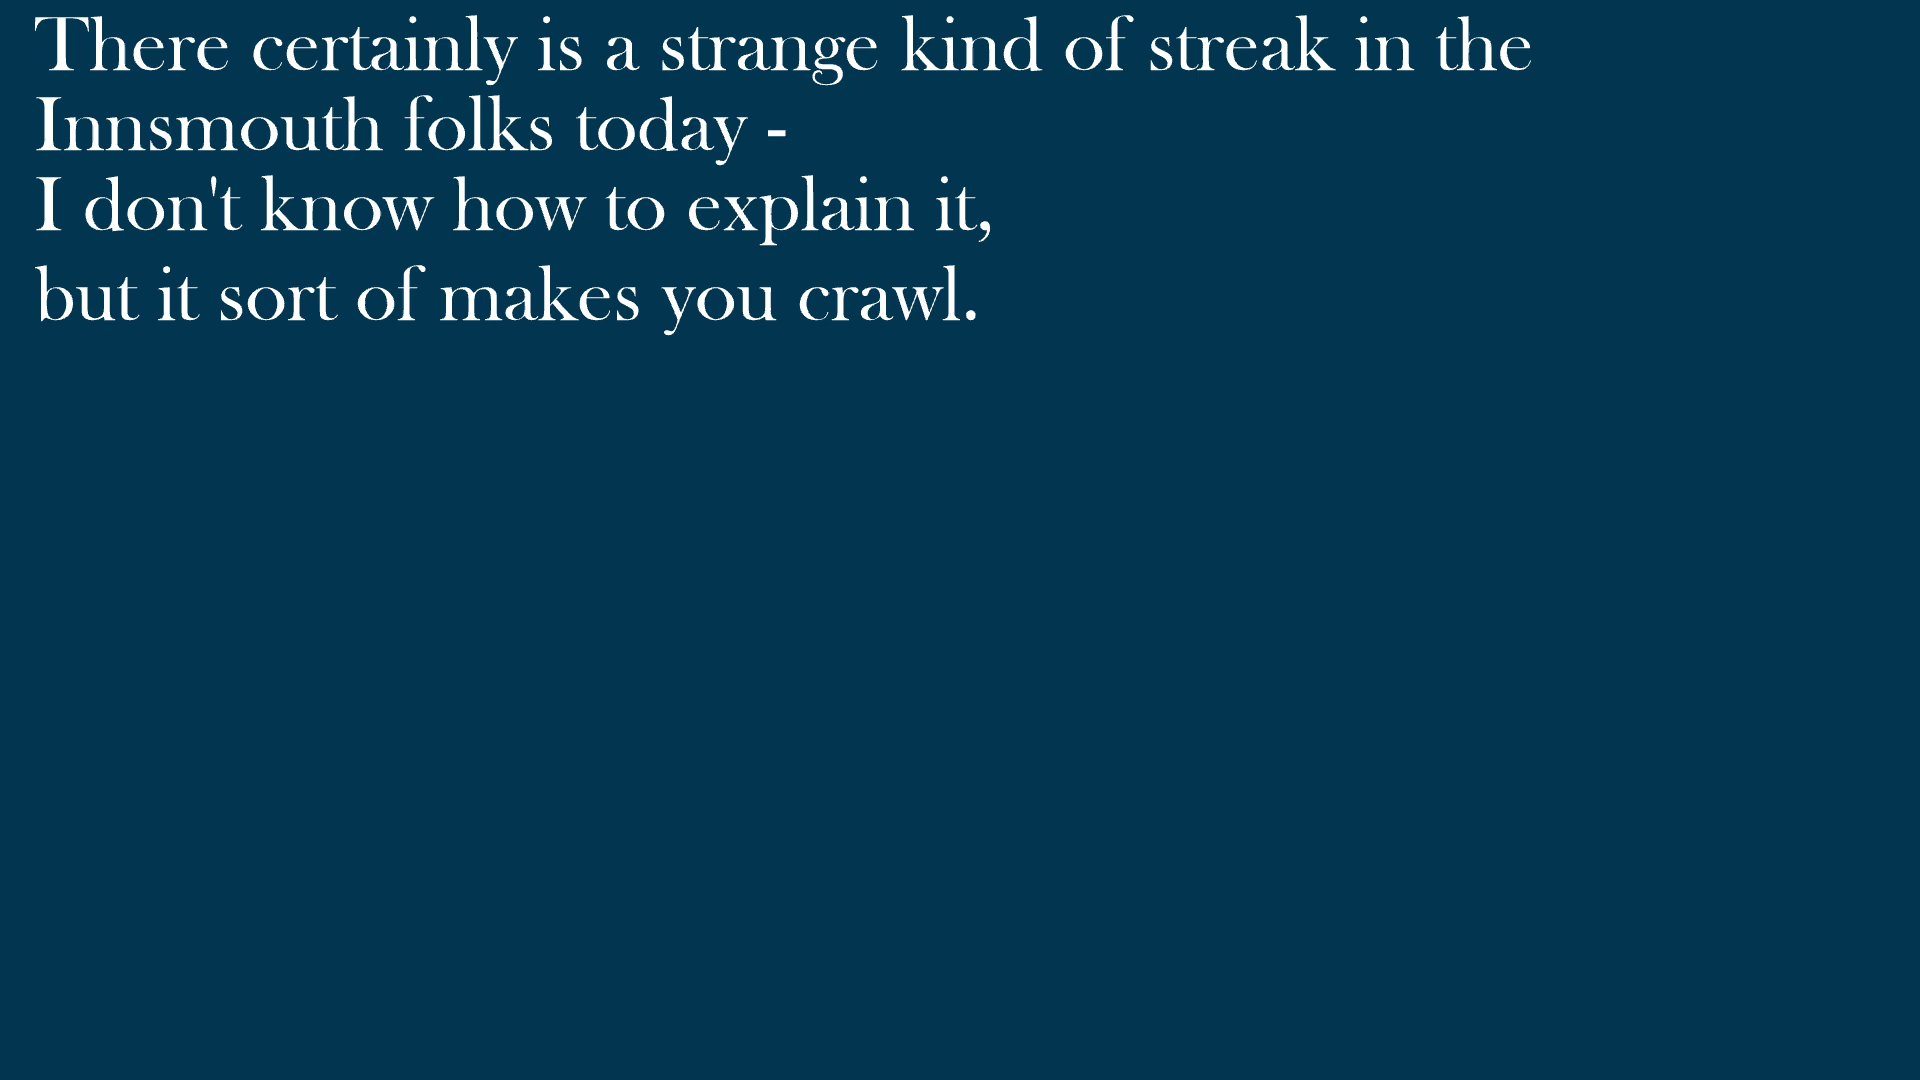 There certainly is a strange kind of streak in the
Innsmouth folks today -
I don't know how to explain it,
but it sort of makes you crawl.